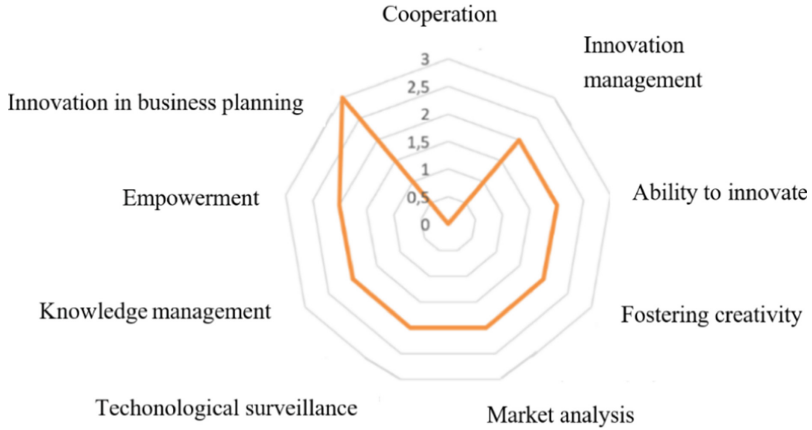 Cooperation
Innovation
management
3
2,5
2
1,5
1
0,5
0
Innovation in business planning
Empowerment
Ability to innovate
Knowledge management
Fostering creativity
Techonological surveillance
Market analysis